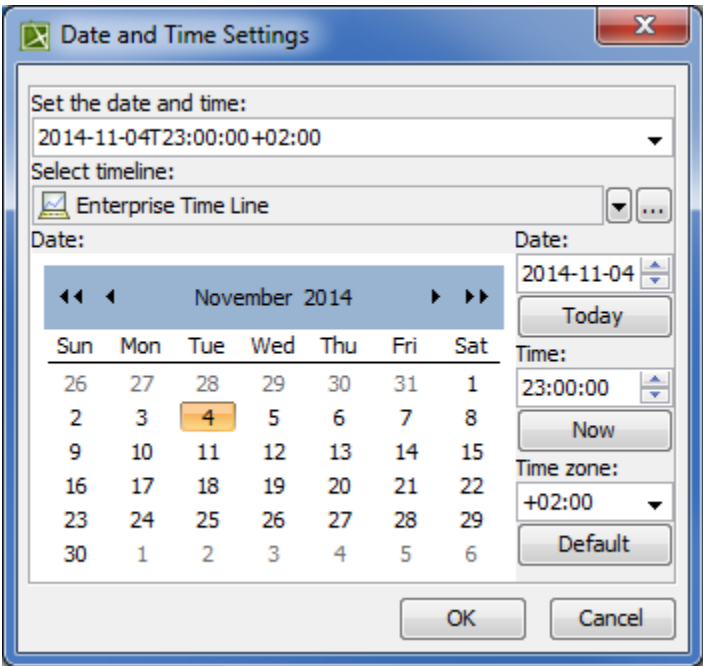 Date and Time Settings
Set the date and time:
2014-11-04T23:00:00+02:00
Select timeline:
Enterprise Time Line
...
Date:
November 2014
Sun Mon Tue Wed Thu Fri Sat
26 27 28 29 30 31 1
2 3 4 5 6 7 8
9 10 11 12 13 14 15
16 17 18 19 20 21 22
23 24 25 26 27 28 29
30 1 2 3 4 5 6
Date:
2014-11-04
Today
Time:
23:00:00
Now
Time zone:
+02:00
Default
OK Cancel